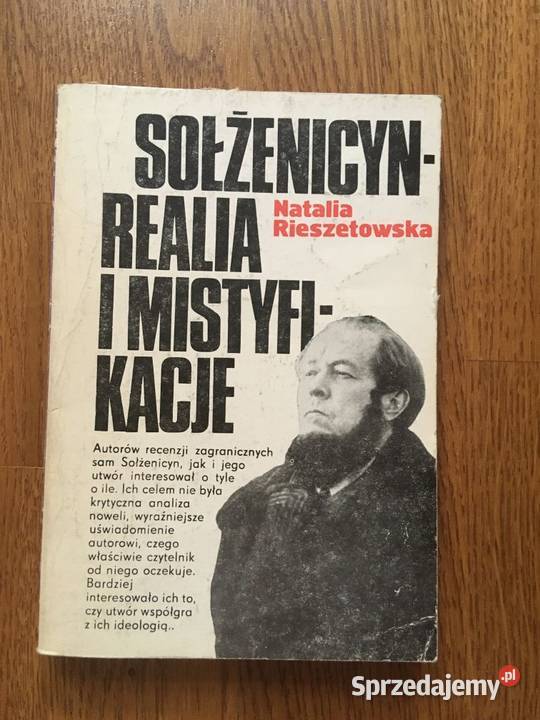 SOŁŻENICYN-
Natalia
Rieszetowska
REALIA
I MISTYFI-
KACJE
Autorów recenzji zagranicznych
sam Sołżenicyn, jak i jego
utwór interesował o tyle
o ile. Ich celem nie była
krytyczna analiza
noweli, wyraźniejsze
uświadomienie
autorowi, czego
właściwie czytelnik
od niego oczekuje.
Bardziej
interesowało ich to,
czy utwór współgra
z ich ideologią..
Sprzedajemy.pl